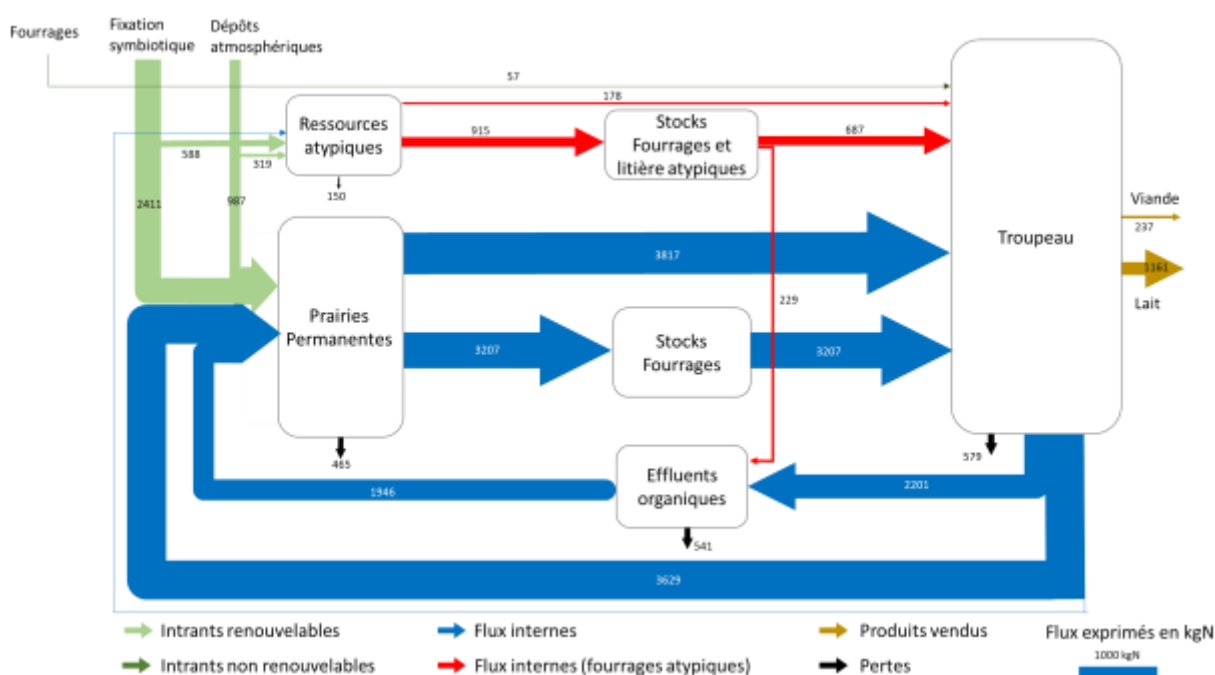 Fourrages
Fixation
symbiotique
Dépôts
atmosphériques
57
178
Ressources
atypiques
915
Stocks
Fourrages et
litière atypiques
687
588
319
150
2411
987
Troupeau
Viande
237
1161
Lait
3817
229
Prairies
Permanentes
3207
Stocks
Fourrages
3207
465
579
Effluents
organiques
1946
2201
541
3629
Intrants renouvelables
Flux internes
Produits vendus
Flux exprimés en kgN
Intrants non renouvelables
Flux internes (fourrages atypiques)
Pertes
1000 kgN